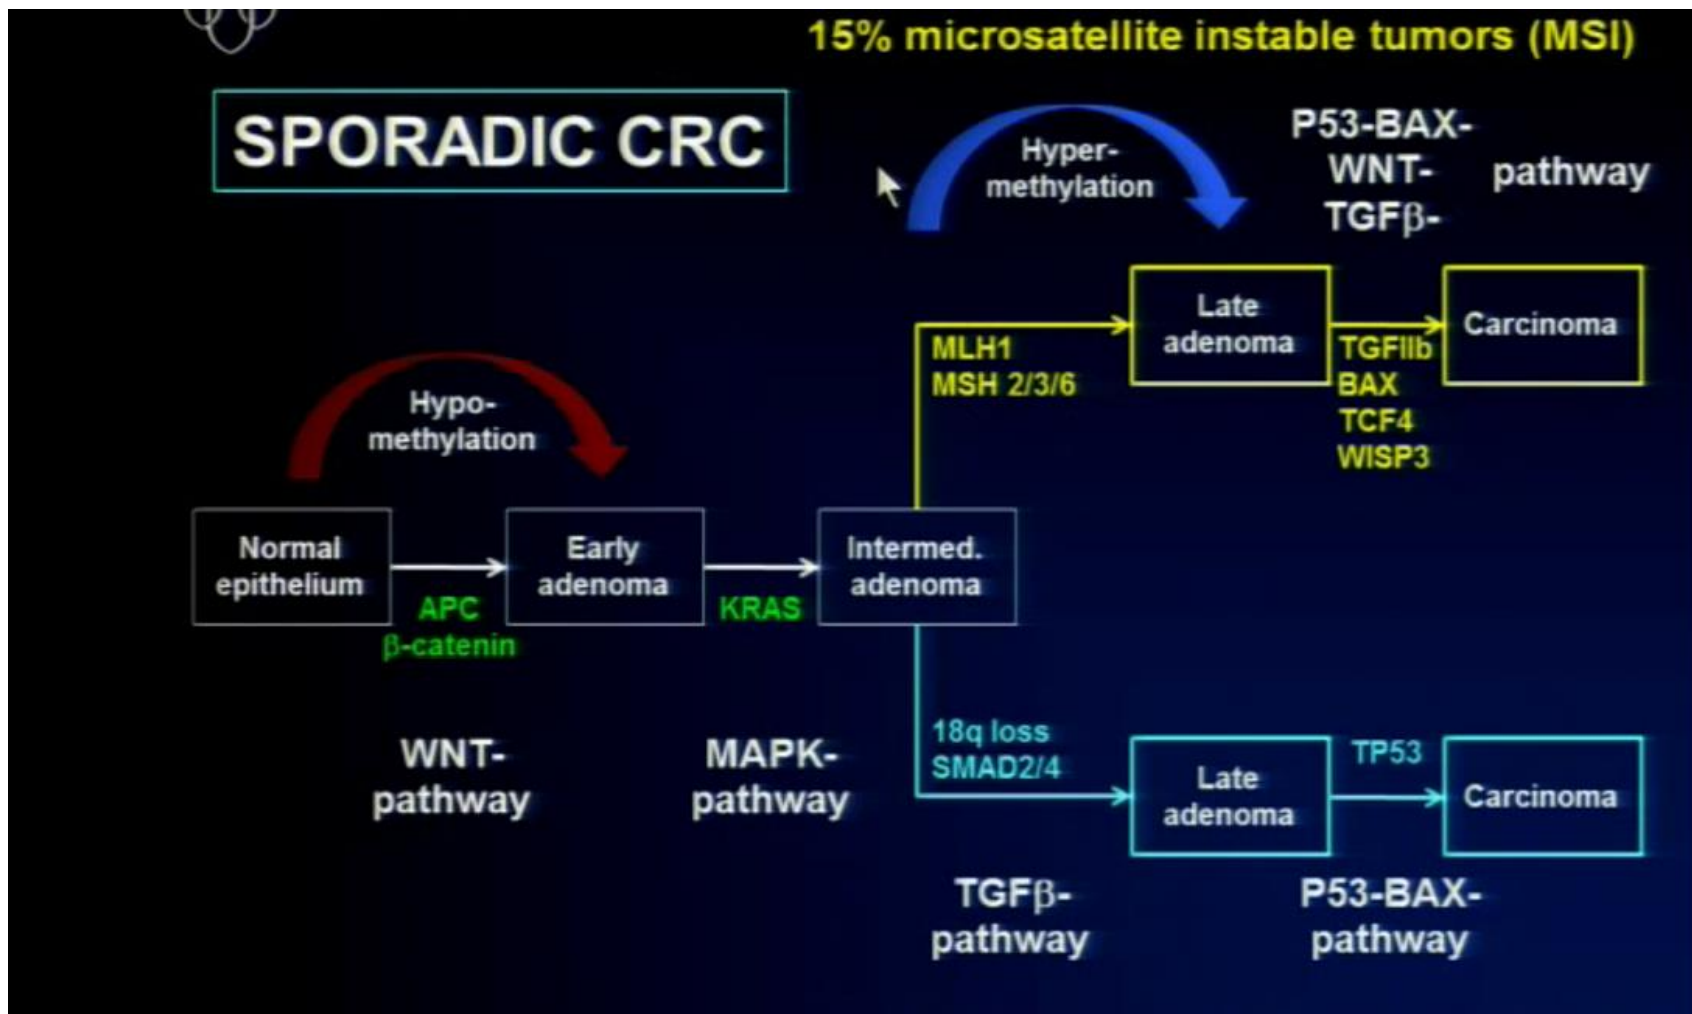 15% microsatellite instable tumors (MSI)
SPORADIC CRC
Hyper-
methylation
P53-BAX-
WNT-
TGFβ-
pathway
Late
adenoma
Carcinoma
MLH1
MSH 2/3/6
TGFIIb
BAX
TCF4
WISP3
Hypo-
methylation
Normal
epithelium
Early
adenoma
Intermed.
adenoma
APC
β-catenin
KRAS
WNT-
pathway
MAPK-
pathway
18q loss
SMAD2/4
Late
adenoma
TP53
Carcinoma
TGFβ-
pathway
P53-BAX-
pathway